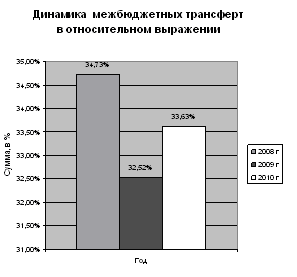 Динамика межбюджетных трансферт
в относительном выражении
35,00%
34,50%
34,00%
33,50%
33,00%
32,50%
32,00%
31,50%
31,00%
Сумма, в %
34,73%
32,52%
33,63%
Год
2008 г
2009 г
2010 г